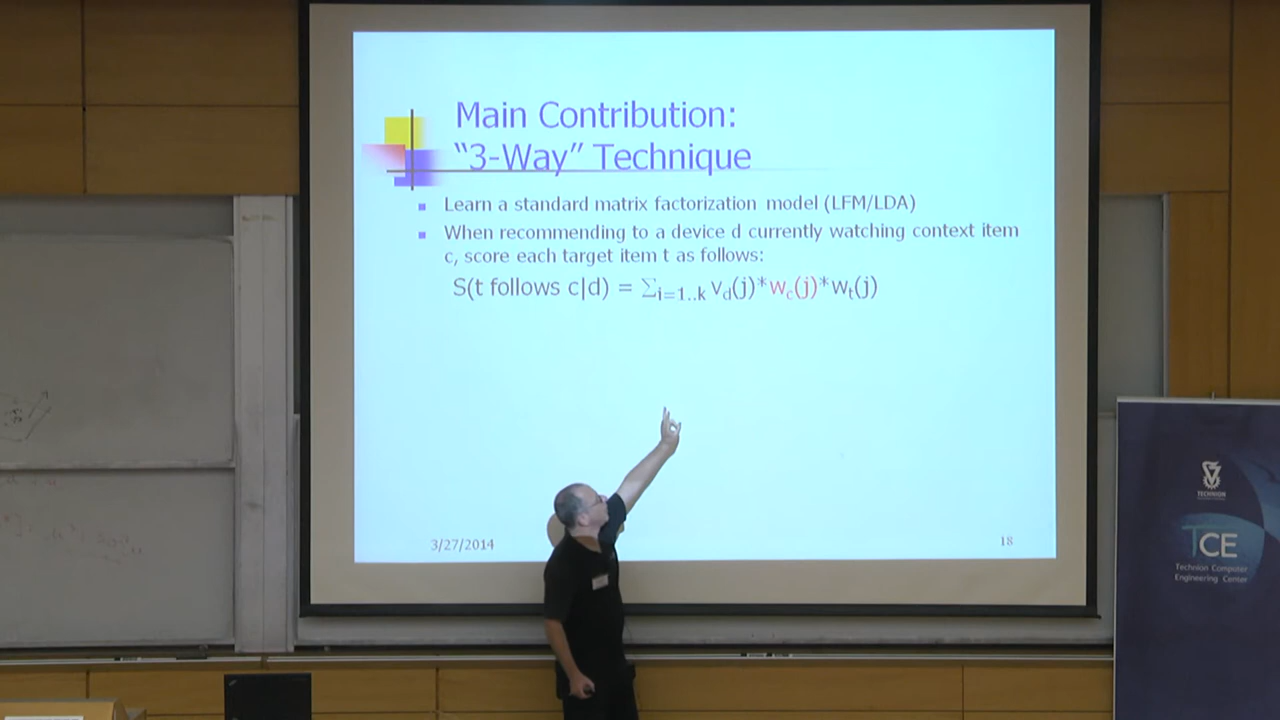 Main Contribution:
“3-Way” Technique
Learn a standard matrix factorization model (LFM/LDA)
When recommending to a device d currently watching context item
c, score each target item t as follows:
S(t follows c|d) = ∑j=1..k vd(j)*wc(j)*wt(j)
3/27/2014
18
TECHNION
TCE
Technion Computer
Engineering Center